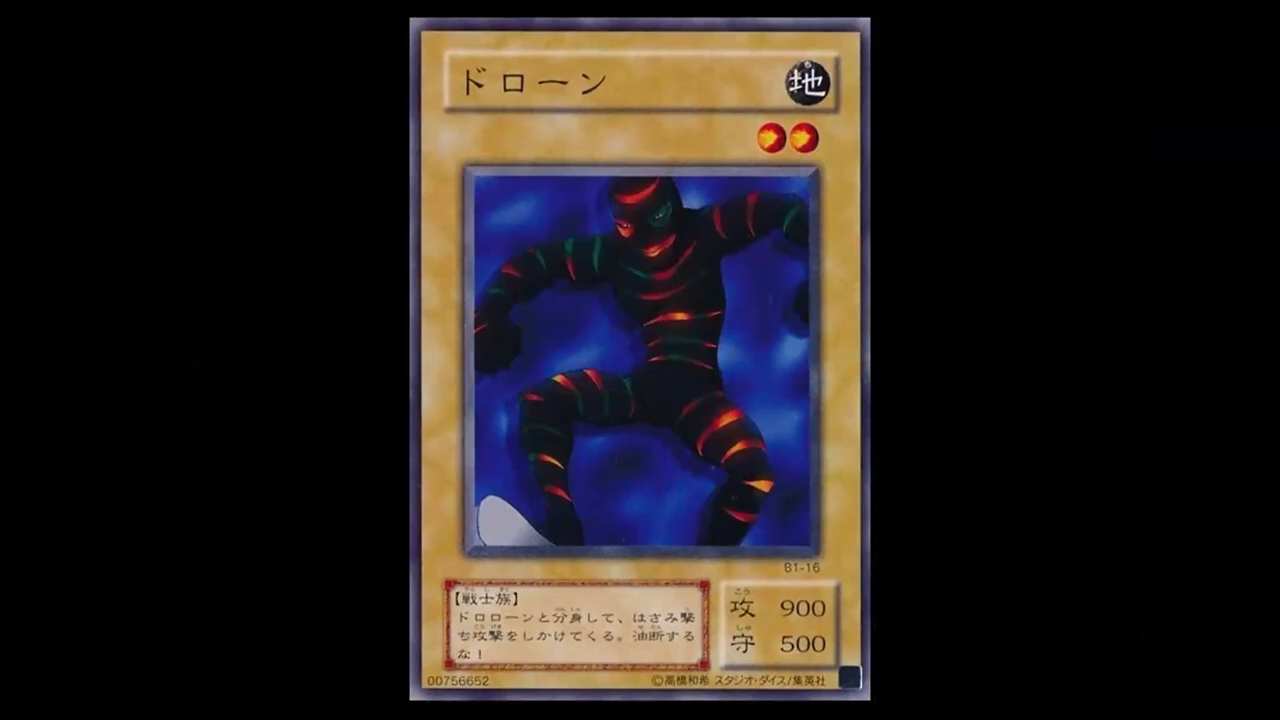 ドローン
地
B1-16
【戦士族】
ドロローンと分身して、はさみ撃
ち攻撃をしかけてくる。油断する
な!
攻 900
守 500
00756652
©高橋和希 スタジオ・ダイス/集英社